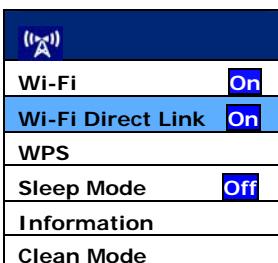 Wi-Fi On
Wi-Fi Direct Link On
WPS
Sleep Mode Off
Information
Clean Mode